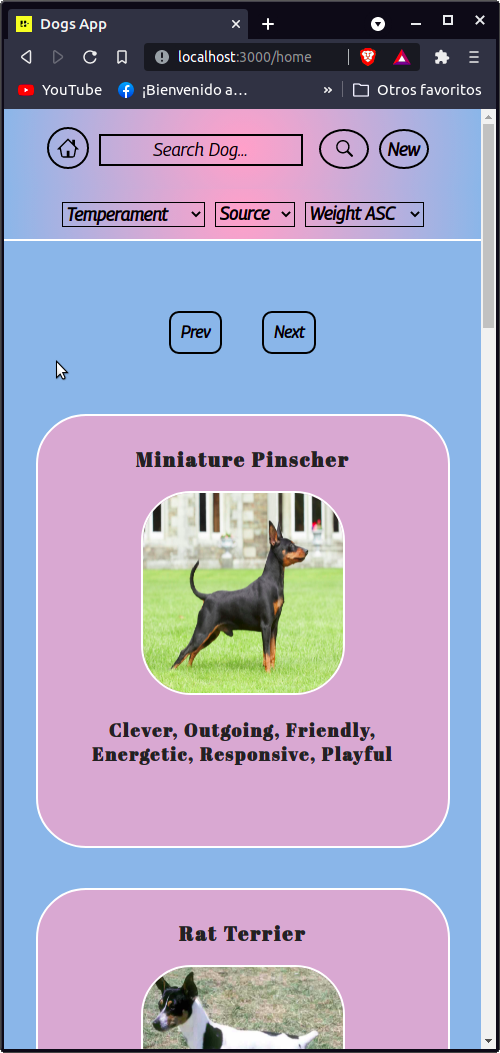 Dogs App
localhost:3000/home
YouTube
¡Bienvenido a…
»
Otros favoritos
Search Dog...
New
Temperament
Source
Weight ASC
Prev
Next
Miniature Pinscher
Clever, Outgoing, Friendly,
Energetic, Responsive, Playful
Rat Terrier